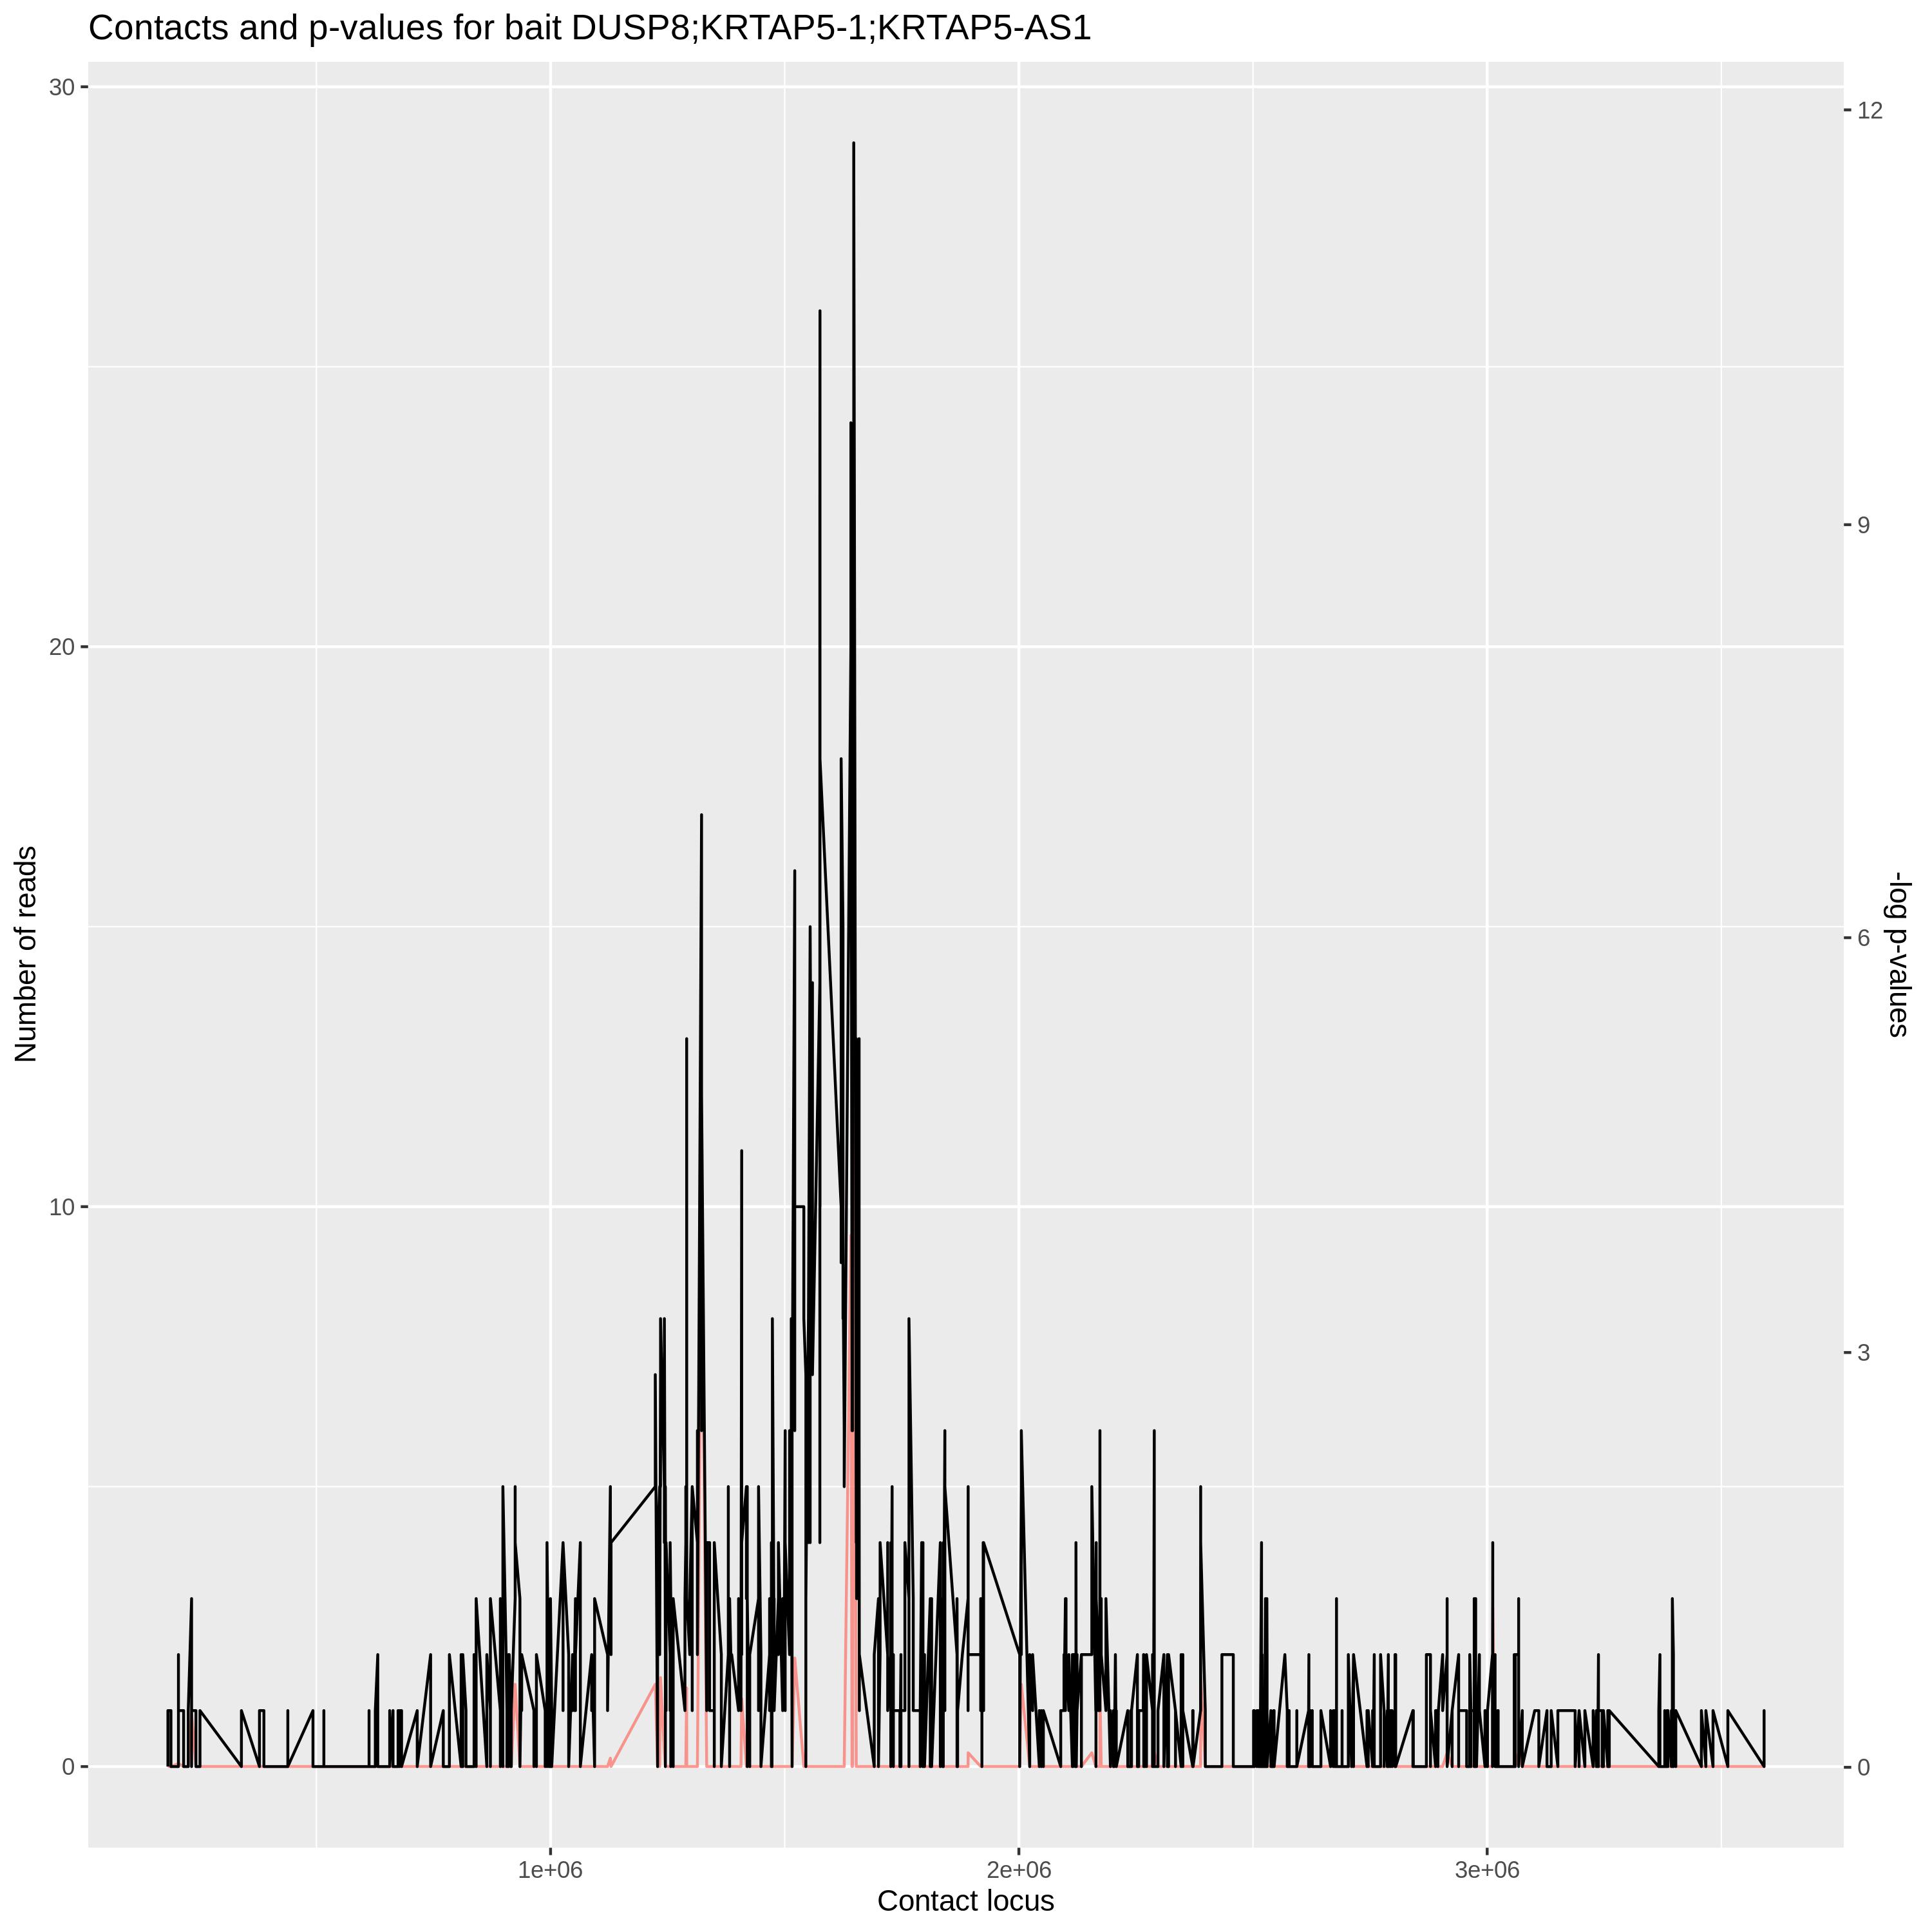 Contacts and p-values for bait DUSP8;KRTAP5-1;KRTAP5-AS1
30
20
10
0
Number of reads
12
9
6
3
0
-log p-values
1e+06
2e+06
3e+06
Contact locus